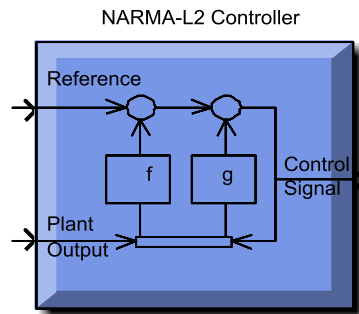 NARMA-L2 Controller
Reference
f
g
Control
Signal
Plant
Output